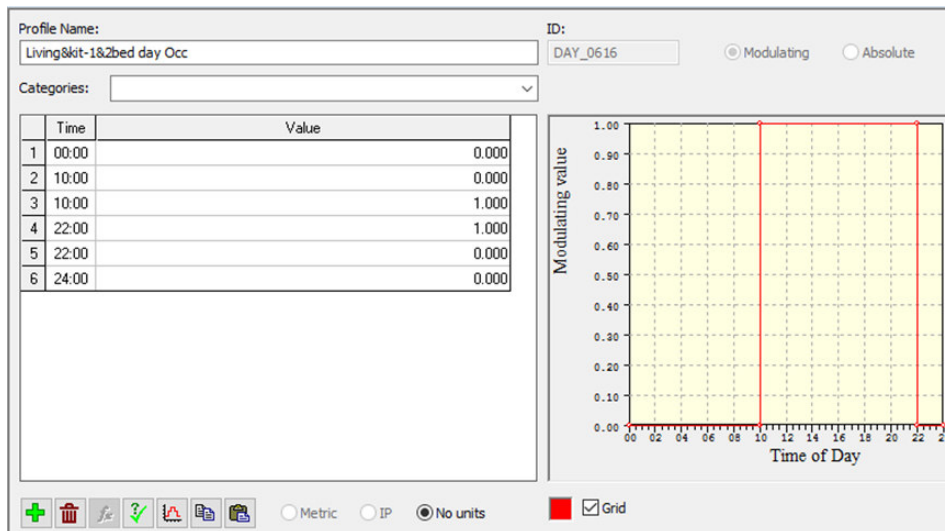 Profile Name:
Living&kit-1&2bed day Occ
ID:
DAY_0616
Modulating
Absolute
Categories:
Time Value
1 00:00 0.000
2 10:00 0.000
3 10:00 1.000
4 22:00 1.000
5 22:00 0.000
6 24:00 0.000
Modulating value
1.00
0.90
0.80
0.70
0.60
0.50
0.40
0.30
0.20
0.10
0.00
00 02 04 06 08 10 12 14 16 18 20 22 2
Time of Day
Metric
IP
No units
Grid